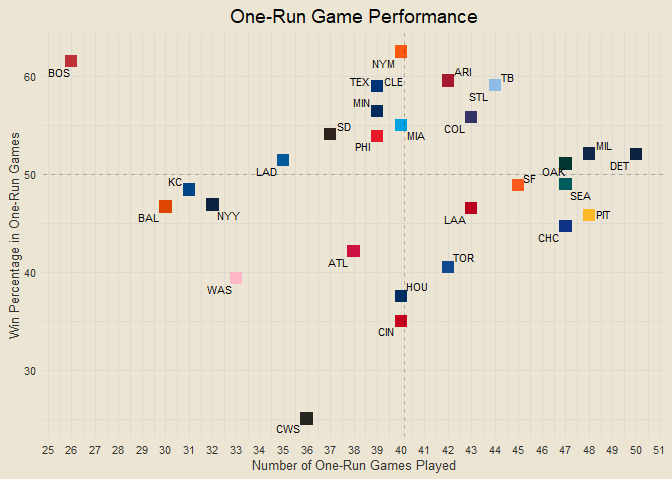 One-Run Game Performance
Win Percentage in One-Run Games
60
50
40
30
BOS
NYM
ARI
TB
TEX
CLE
STL
MIN
COL
MIA
SD
PHI
LAD
MIL
DET
OAK
KC
SF
SEA
BAL
NYY
LAA
PIT
CHC
ATL
TOR
WAS
HOU
CIN
CWS
25 26 27 28 29 30 31 32 33 34 35 36 37 38 39 40 41 42 43 44 45 46 47 48 49 50 51
Number of One-Run Games Played